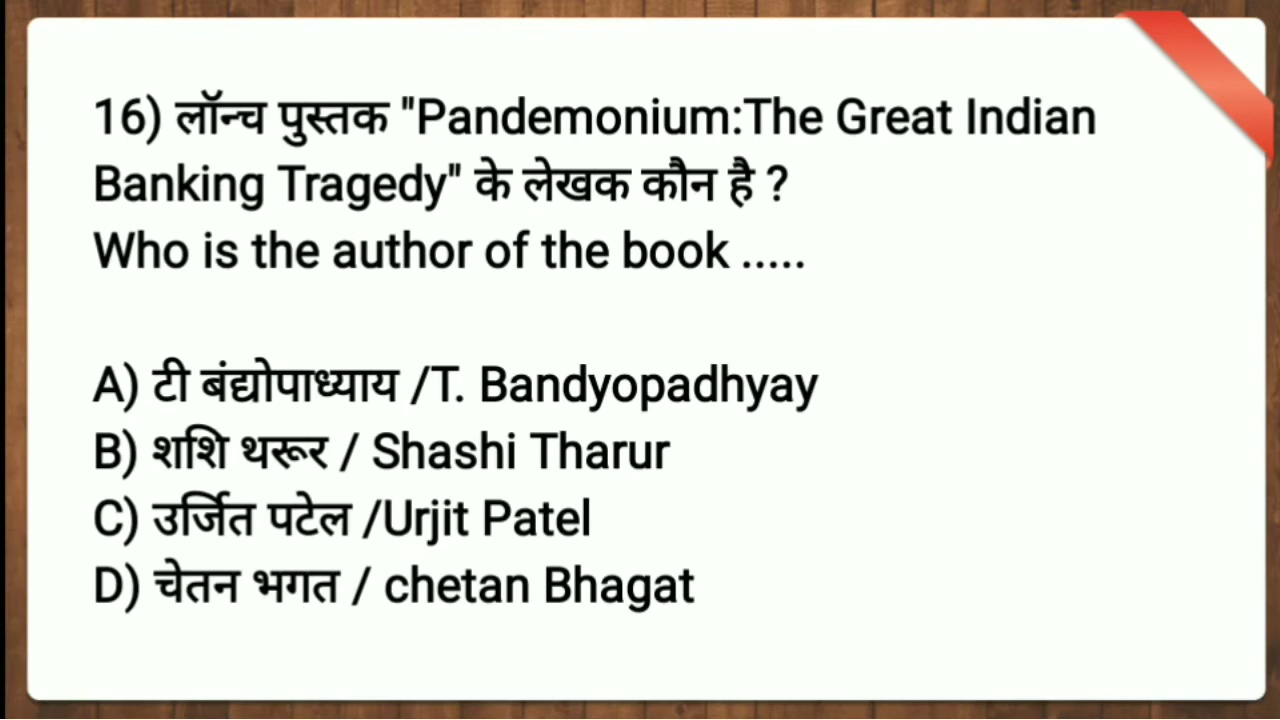 16) लॉन्च पुस्तक "Pandemonium:The Great Indian
Banking Tragedy" के लेखक कौन है ?
Who is the author of the book .....
A) टी बंद्योपाध्याय /T. Bandyopadhyay
B) शशि थरूर / Shashi Tharur
C) उर्जित पटेल /Urjit Patel
D) चेतन भगत / chetan Bhagat